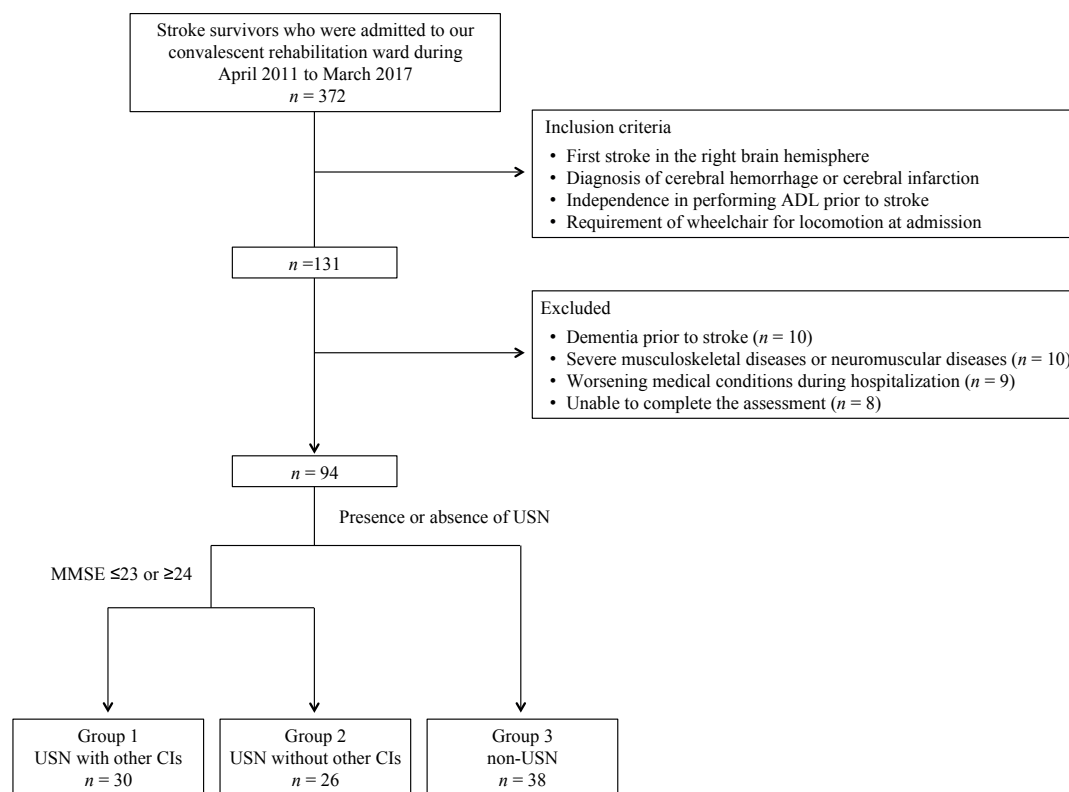 Stroke survivors who were admitted to our
convalescent rehabilitation ward during
April 2011 to March 2017
n = 372
Inclusion criteria
• First stroke in the right brain hemisphere
• Diagnosis of cerebral hemorrhage or cerebral infarction
• Independence in performing ADL prior to stroke
• Requirement of wheelchair for locomotion at admission
n =131
Excluded
• Dementia prior to stroke (n = 10)
• Severe musculoskeletal diseases or neuromuscular diseases (n = 10)
• Worsening medical conditions during hospitalization (n = 9)
• Unable to complete the assessment (n = 8)
n = 94
Presence or absence of USN
MMSE ≤23 or ≥24
Group 1
USN with other CIs
n = 30
Group 2
USN without other CIs
n = 26
Group 3
non-USN
n = 38